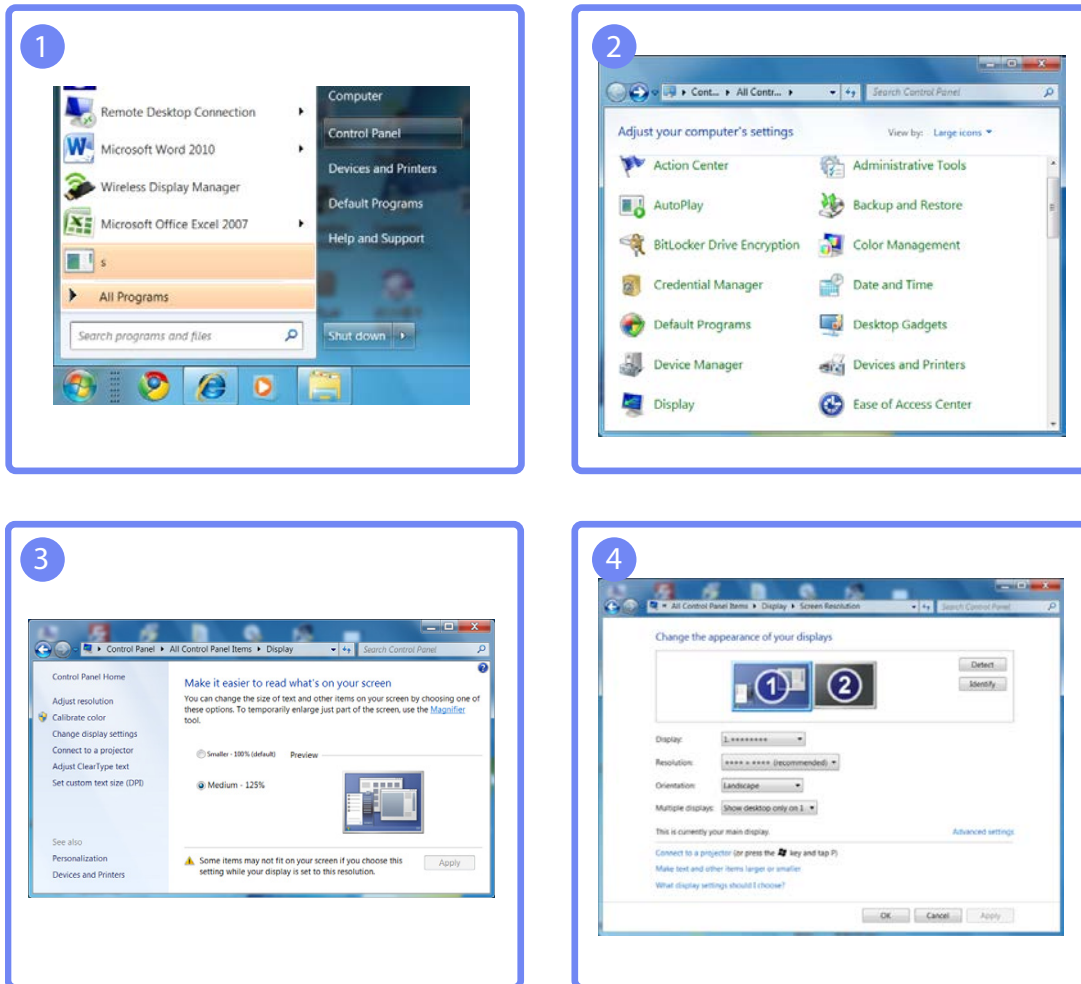 1
Remote Desktop Connection
Microsoft Word 2010
Wireless Display Manager
Microsoft Office Excel 2007
s
All Programs
Search programs and files
Computer
Control Panel
Devices and Printers
Default Programs
Help and Support
Shut down
2
Cont... All Contr...
Search Control Panel
Adjust your computer's settings
View by: Large icons
Action Center
Administrative Tools
AutoPlay
Backup and Restore
BitLocker Drive Encryption
Color Management
Credential Manager
Date and Time
Default Programs
Desktop Gadgets
Device Manager
Devices and Printers
Display
Ease of Access Center
3
Control Panel All Control Panel Items Display
Search Control Panel
Control Panel Home
Adjust resolution
Calibrate color
Change display settings
Connect to a projector
Adjust ClearType text
Set custom text size (DPI)
See also
Personalization
Devices and Printers
Make it easier to read what's on your screen
You can change the size of text and other items on your screen by choosing one of
these options. To temporarily enlarge just part of the screen, use the Magnifier
tool.
Smaller - 100% (default) Preview
Medium - 125%
Some items may not fit on your screen if you choose this
setting while your display is set to this resolution.
Apply
4
All Control Panel Items Display Screen Resolution
Search Control Panel
Change the appearance of your displays
1 2
Detect
Identify
Display: 1. ********
Resolution: **** × **** (recommended)
Orientation: Landscape
Multiple displays: Show desktop only on 1
This is currently your main display.
Advanced settings
Connect to a projector (or press the key and tap P)
Make text and other items larger or smaller
What display settings should I choose?
OK Cancel Apply